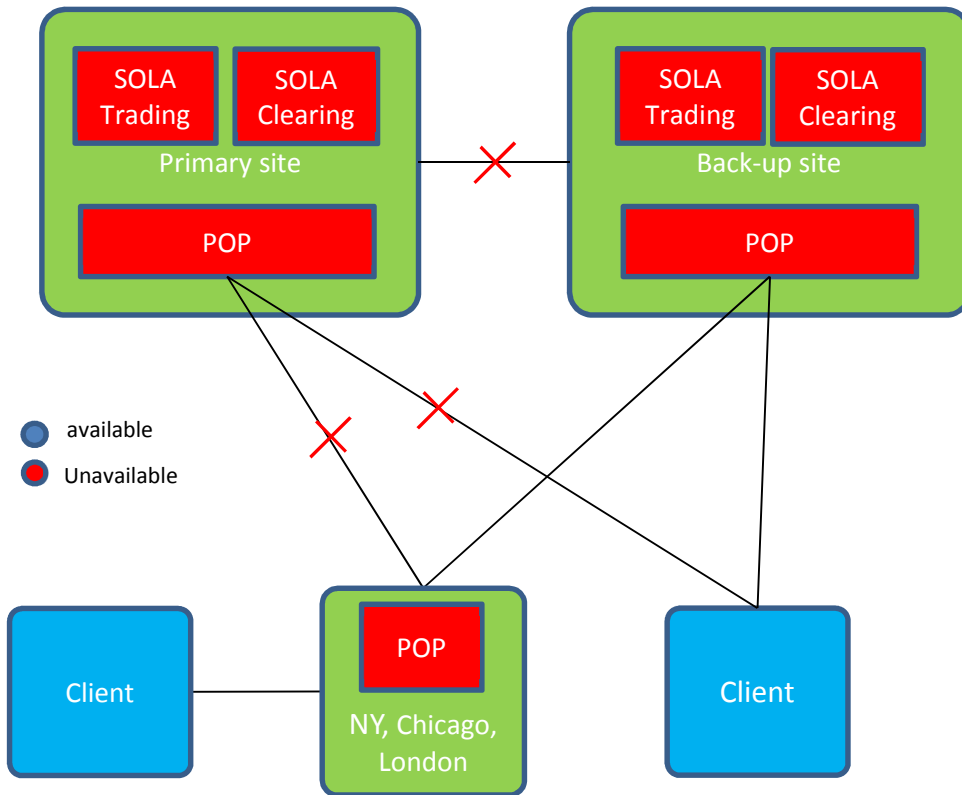 SOLA
Trading
SOLA
Clearing
Primary site
POP
SOLA
Trading
SOLA
Clearing
Back-up site
POP
available
Unavailable
Client
POP
NY, Chicago,
London
Client